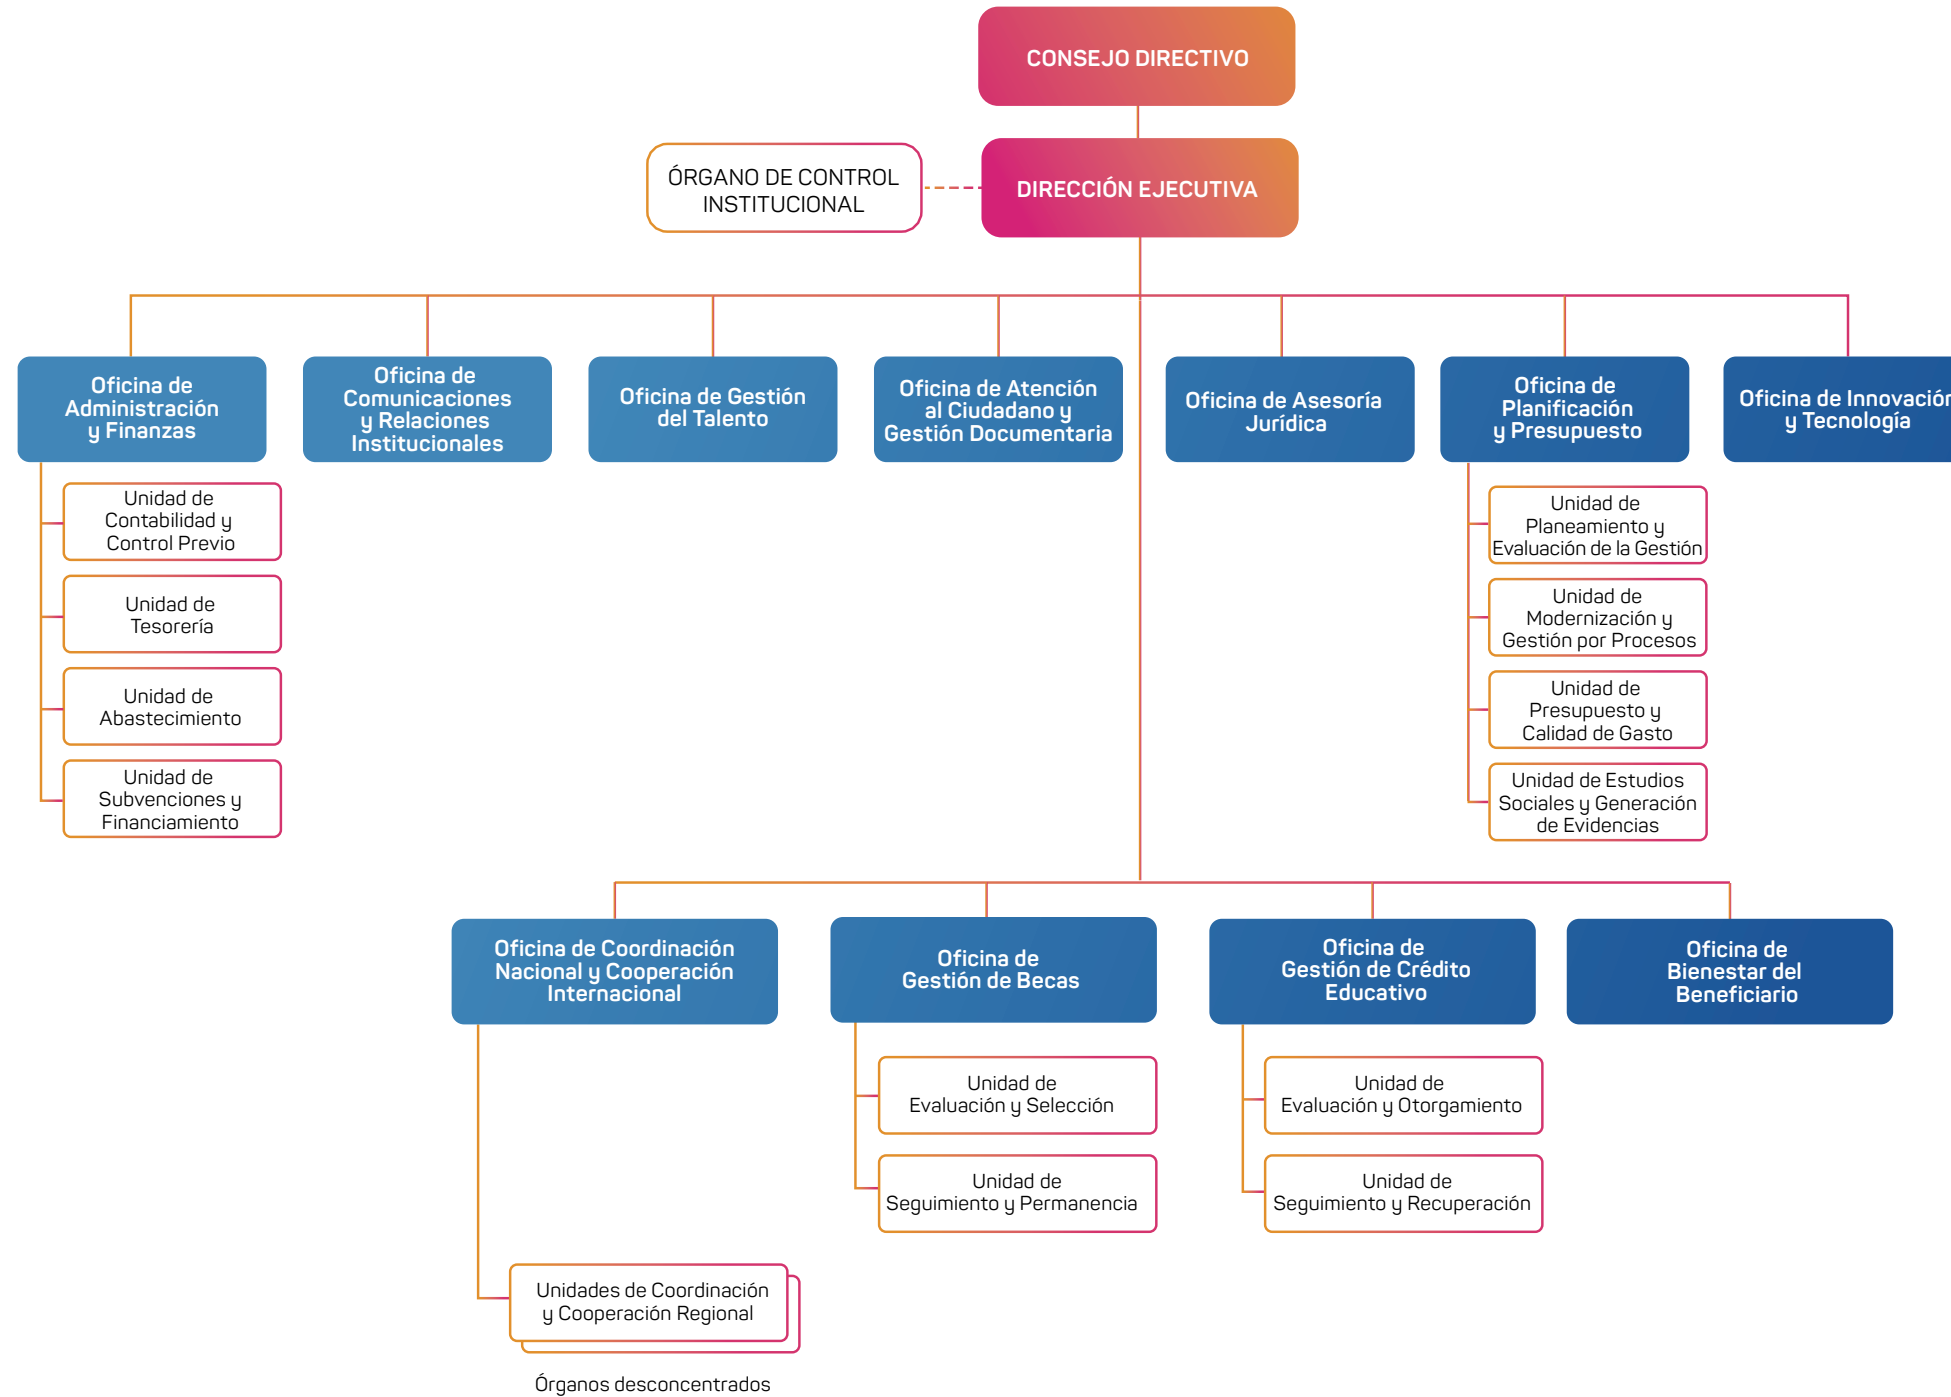 CONSEJO DIRECTIVO
ÓRGANO DE CONTROL
INSTITUCIONAL
DIRECCIÓN EJECUTIVA
Oficina de
Administración
y Finanzas
Oficina de
Comunicaciones
y Relaciones
Institucionales
Oficina de Gestión
del Talento
Oficina de Atención
al Ciudadano y
Gestión Documentaria
Oficina de Asesoría
Jurídica
Oficina de
Planificación
y Presupuesto
Oficina de Innovación
y Tecnología
Unidad de
Contabilidad y
Control Previo
Unidad de
Tesorería
Unidad de
Abastecimiento
Unidad de
Subvenciones y
Financiamiento
Unidad de
Planeamiento y
Evaluación de la Gestión
Unidad de
Modernización y
Gestión por Procesos
Unidad de
Presupuesto y
Calidad de Gasto
Unidad de Estudios
Sociales y Generación
de Evidencias
Oficina de Coordinación
Nacional y Cooperación
Internacional
Oficina de
Gestión de Becas
Oficina de
Gestión de Crédito
Educativo
Oficina de
Bienestar del
Beneficiario
Unidad de
Evaluación y Selección
Unidad de
Seguimiento y Permanencia
Unidad de
Evaluación y Otorgamiento
Unidad de
Seguimiento y Recuperación
Unidades de Coordinación
y Cooperación Regional
Órganos desconcentrados